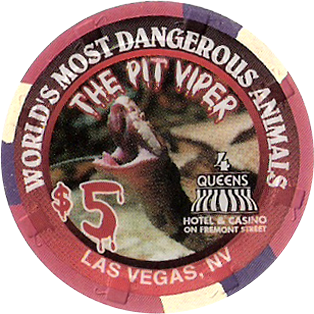 WORLD'S MOST DANGEROUS ANIMALS
THE PIT VIPER
4
QUEENS
HOTEL & CASINO
ON FREMONT STREET
$5
LAS VEGAS, NV